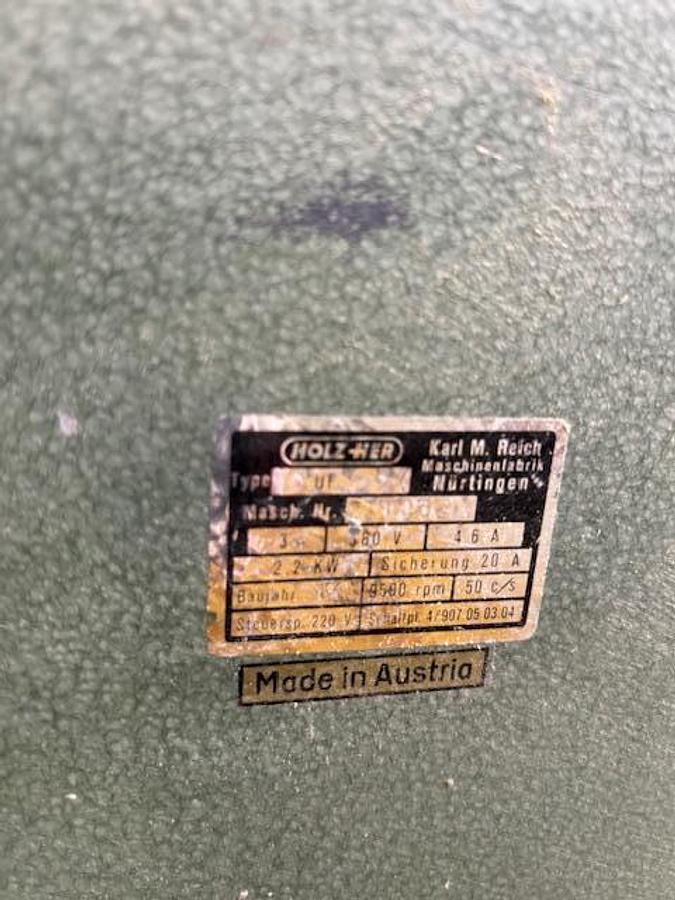 HOLZ-HER
Karl M. Reich
Maschinenfabrik
Nürtingen
Type UF
Masch. Nr.
3 380 V 4.6 A
2.2 KW Sicherung 20 A
Baujahr 9500 rpm 50 c/s
Steuersp. 220 V Schaltpl. 4/907 05 03.04
Made in Austria